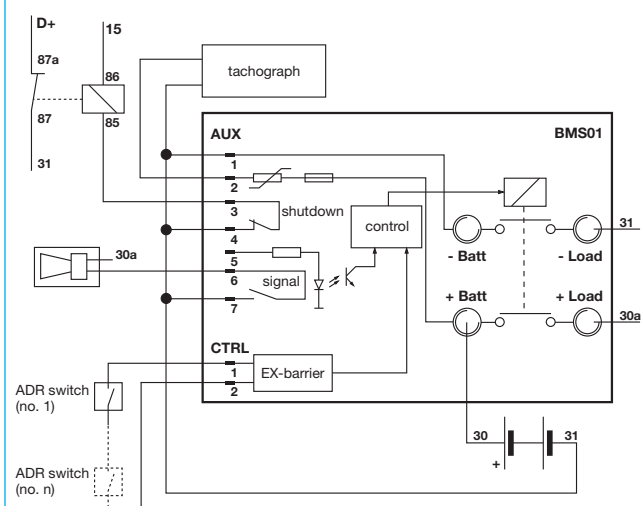 D+
15
87a
86
87
85
31
tachograph
AUX
BMS01
1
2
3
shutdown
4
5
6
signal
7
30a
control
- Batt
- Load
31
+ Batt
+ Load
30a
CTRL
1
2
EX-barrier
ADR switch
(no. 1)
30
31
+
ADR switch
(no. n)